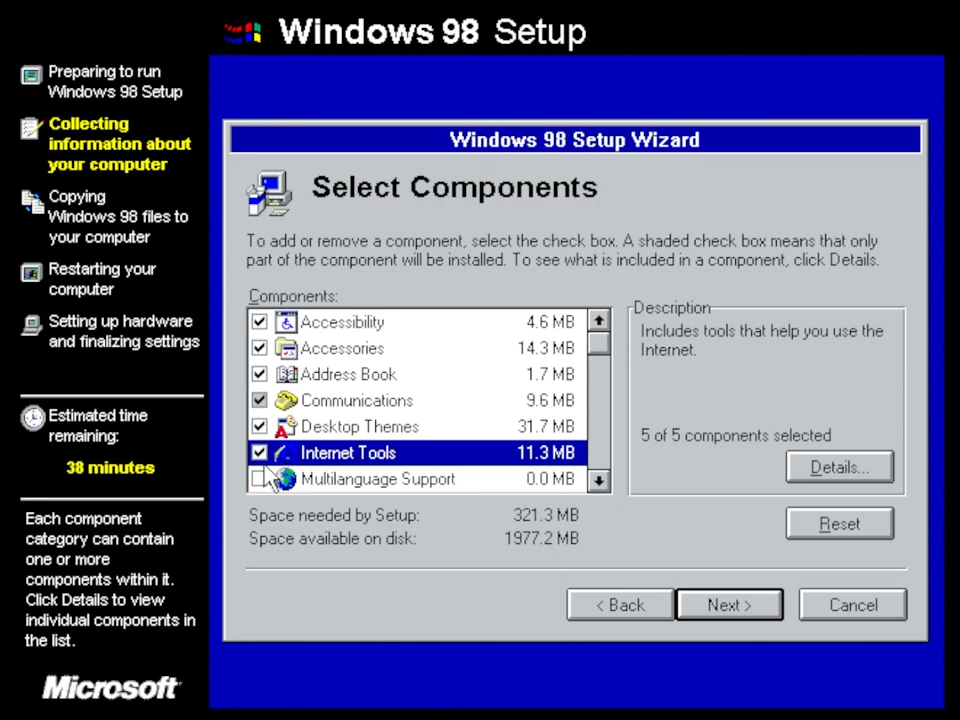 Windows 98 Setup
Preparing to run
Windows 98 Setup
Collecting
information about
your computer
Copying
Windows 98 files to
your computer
Restarting your
computer
Setting up hardware
and finalizing settings
Estimated time
remaining:
38 minutes
Each component
category can contain
one or more
components within it.
Click Details to view
individual components in
the list.
Microsoft
Windows 98 Setup Wizard
Select Components
To add or remove a component, select the check box. A shaded check box means that only
part of the component will be installed. To see what is included in a component, click Details.
Components:
Accessibility 4.6 MB
Accessories 14.3 MB
Address Book 1.7 MB
Communications 9.6 MB
Desktop Themes 31.7 MB
Internet Tools 11.3 MB
Multilanguage Support 0.0 MB
Space needed by Setup: 321.3 MB
Space available on disk: 1977.2 MB
Description
Includes tools that help you use the
Internet.
5 of 5 components selected
Details...
Reset
< Back Next > Cancel